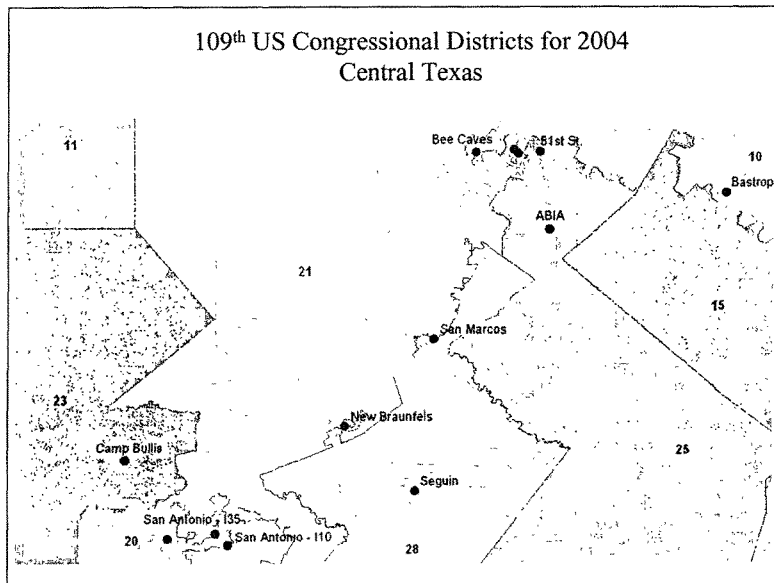 109th US Congressional Districts for 2004
Central Texas
11
Bee Caves
51st St.
10
Bastrop
ABIA
21
15
San Marcos
23
New Braunfels
Camp Bullis
25
Seguin
San Antonio - I35
20
San Antonio - I10
28